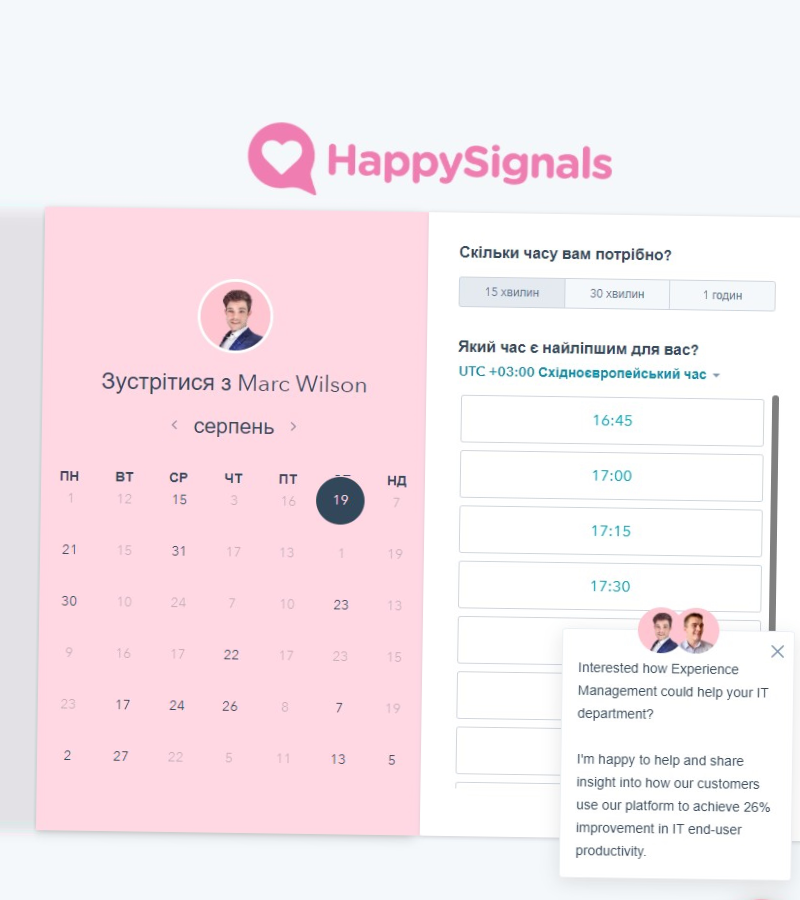 HappySignals
Зустрітися з Marc Wilson
серпень
ПН ВТ СР ЧТ ПТ НД
1 12 15 3 16 19 7
21 15 31 17 13 1 19
30 10 24 7 10 23 13
9 16 17 22 17 23 15
23 17 24 26 8 7 19
2 27 22 5 11 13 5
Скільки часу вам потрібно?
15 хвилин 30 хвилин 1 годин
Який час є найліпшим для вас?
UTC +03:00 Східноєвропейський час
16:45
17:00
17:15
17:30
Interested how Experience
Management could help your IT
department?
I'm happy to help and share
insight into how our customers
use our platform to achieve 26%
improvement in IT end-user
productivity.